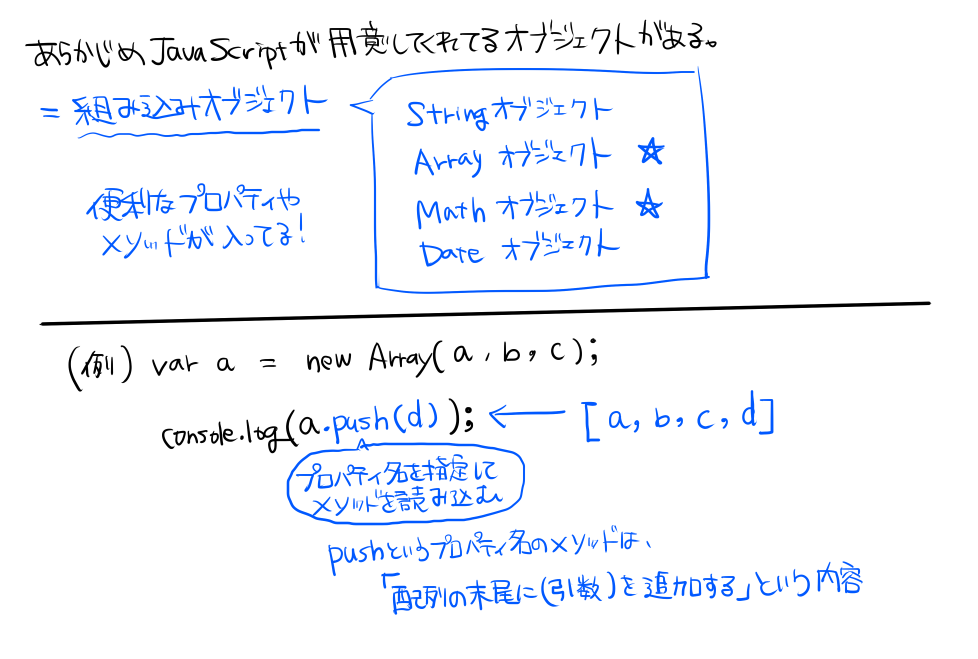 あらかじめJavaScriptが用意してくれてるオブジェクトがある。
= 組み込みオブジェクト
便利なプロパティや
メソッドが入ってる!
Stringオブジェクト
Array オブジェクト ☆
Math オブジェクト ☆
Date オブジェクト
(例) var a = new Array(a, b, c);
console.log(a.push(d)); ← [a, b, c, d]
プロパティ名を指定して
メソッドを読み込む
pushというプロパティ名のメソッドは、
「配列の末尾に(引数)を追加する」という内容